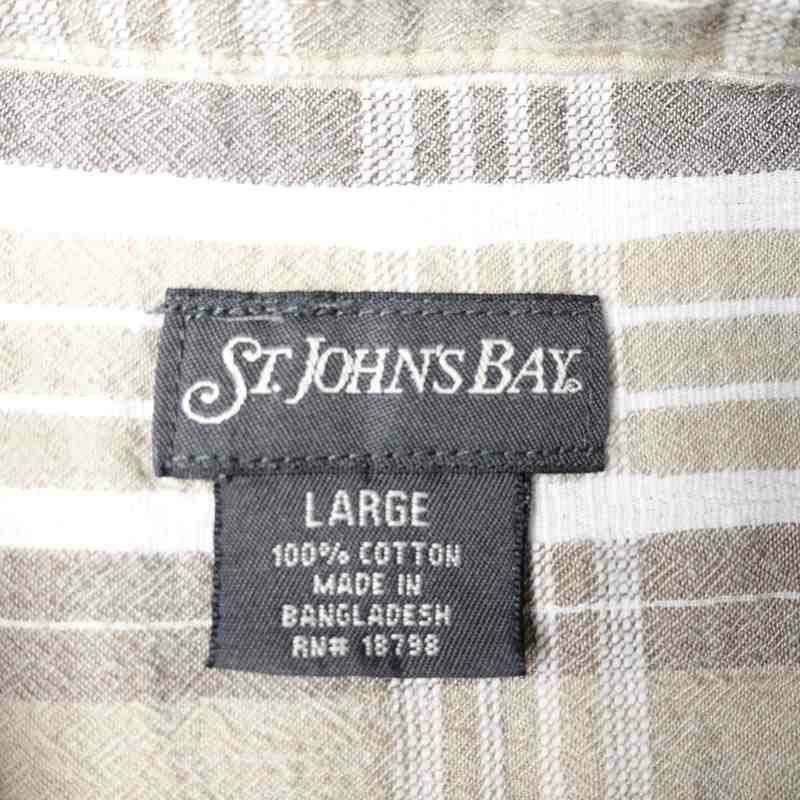 ST. JOHN'S BAY®
LARGE
100% COTTON
MADE IN
BANGLADESH
RN# 18798